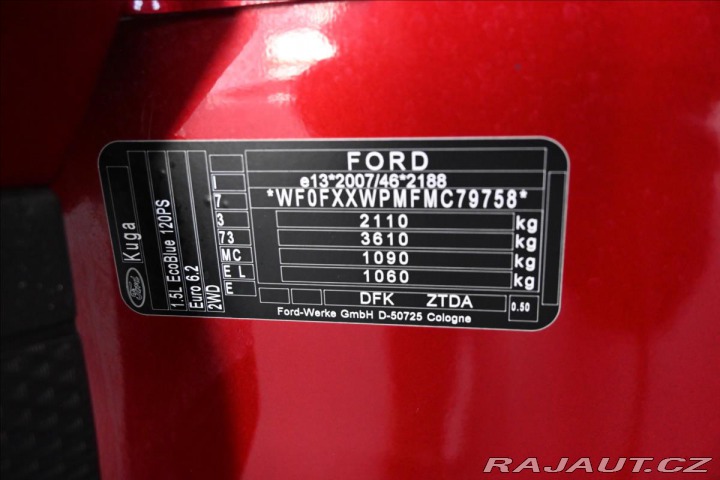 FORD
e13*2007/46*2188
*WF0FXXWPMFMC79758*
2110 kg
3610 kg
1090 kg
1060 kg
DFK ZTDA 0.50
Ford-Werke GmbH D-50725 Cologne
I
7
3
73
MC
E L
E
Ford
Kuga
1.5L EcoBlue 120PS
Euro 6.2
2WD
RAJAUT.CZ